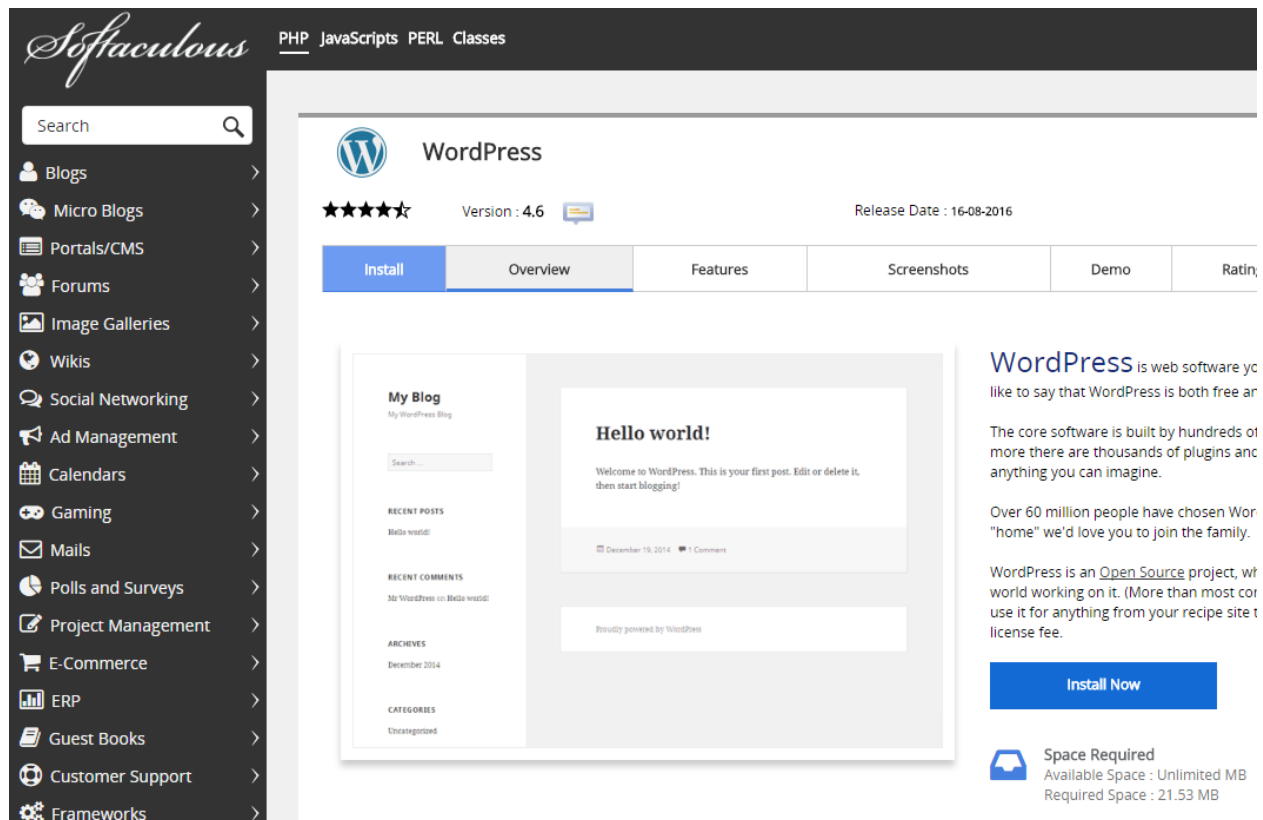 Softaculous
PHP JavaScripts PERL Classes
Search
Blogs
Micro Blogs
Portals/CMS
Forums
Image Galleries
Wikis
Social Networking
Ad Management
Calendars
Gaming
Mails
Polls and Surveys
Project Management
E-Commerce
ERP
Guest Books
Customer Support
Frameworks
WordPress
Version : 4.6
Release Date : 16-08-2016
Install Overview Features Screenshots Demo
My Blog
My WordPress Blog
Search ...
RECENT POSTS
Hello world!
RECENT COMMENTS
Mr WordPress on Hello world!
ARCHIVES
December 2014
CATEGORIES
Uncategorized
Hello world!
Welcome to WordPress. This is your first post. Edit or delete it,
then start blogging!
December 19, 2014 1 Comment
Proudly powered by WordPress
WordPress is web software
like to say that WordPress is both free
The core software is built by hundreds
more there are thousands of plugins
anything you can imagine.
Over 60 million people have chosen
"home" we'd love you to join the family.
WordPress is an Open Source project,
world working on it. (More than most
use it for anything from your recipe site
license fee.
Install Now
Space Required
Available Space : Unlimited MB
Required Space : 21.53 MB